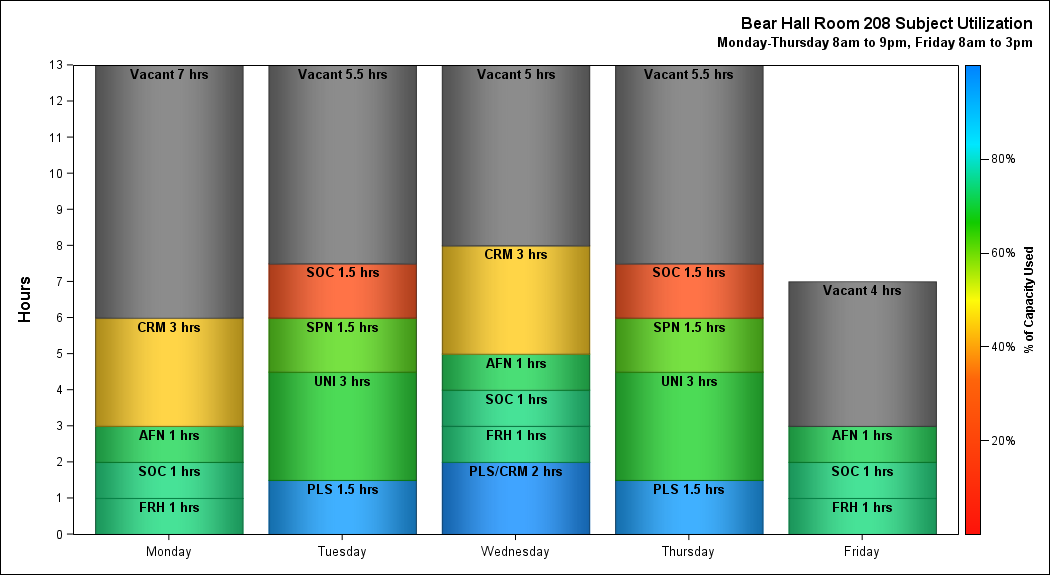 Bear Hall Room 208 Subject Utilization
Monday-Thursday 8am to 9pm, Friday 8am to 3pm
Hours
13
12
11
10
9
8
7
6
5
4
3
2
1
0
Vacant 7 hrs
CRM 3 hrs
AFN 1 hrs
SOC 1 hrs
FRH 1 hrs
Monday
Vacant 5.5 hrs
SOC 1.5 hrs
SPN 1.5 hrs
UNI 3 hrs
PLS 1.5 hrs
Tuesday
Vacant 5 hrs
CRM 3 hrs
AFN 1 hrs
SOC 1 hrs
FRH 1 hrs
PLS/CRM 2 hrs
Wednesday
Vacant 5.5 hrs
SOC 1.5 hrs
SPN 1.5 hrs
UNI 3 hrs
PLS 1.5 hrs
Thursday
Vacant 4 hrs
AFN 1 hrs
SOC 1 hrs
FRH 1 hrs
Friday
80%
60%
40%
20%
% of Capacity Used